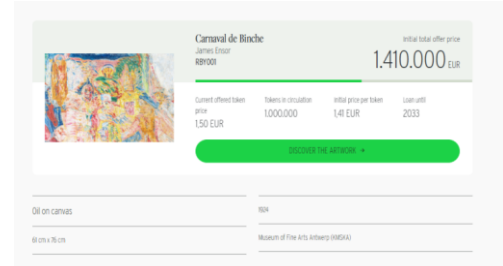 Carnaval de Binche
James Ensor
RBY001
Initial total offer price
1.410.000 EUR
Current offered token price
1,50 EUR
Tokens in circulation
1.000.000
Initial price per token
1,41 EUR
Loan until
2033
DISCOVER THE ARTWORK →
Oil on canvas
1924
61 cm x 76 cm
Museum of Fine Arts Antwerp (KMSKA)